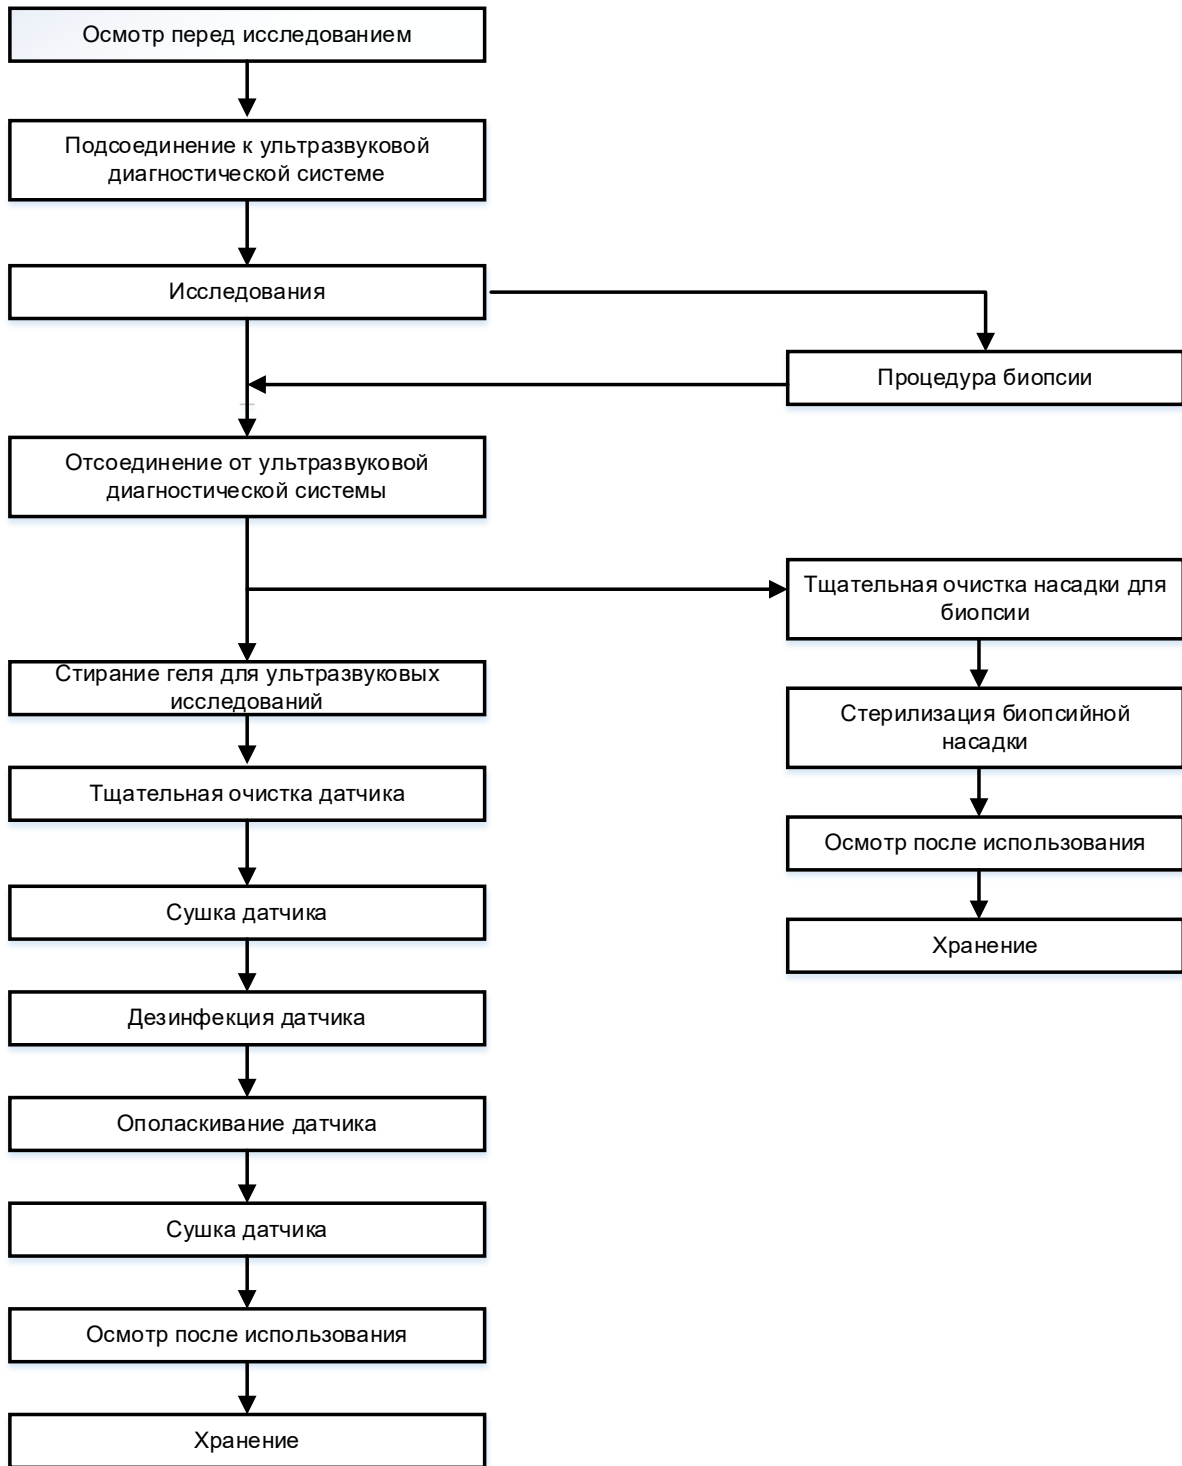 Осмотр перед исследованием
Подсоединение к ультразвуковой
диагностической системе
Исследования
Процедура биопсии
Отсоединение от ультразвуковой
диагностической системы
Тщательная очистка насадки для
биопсии
Стирание геля для ультразвуковых
исследований
Стерилизация биопсийной
насадки
Тщательная очистка датчика
Осмотр после использования
Сушка датчика
Хранение
Дезинфекция датчика
Ополаскивание датчика
Сушка датчика
Осмотр после использования
Хранение